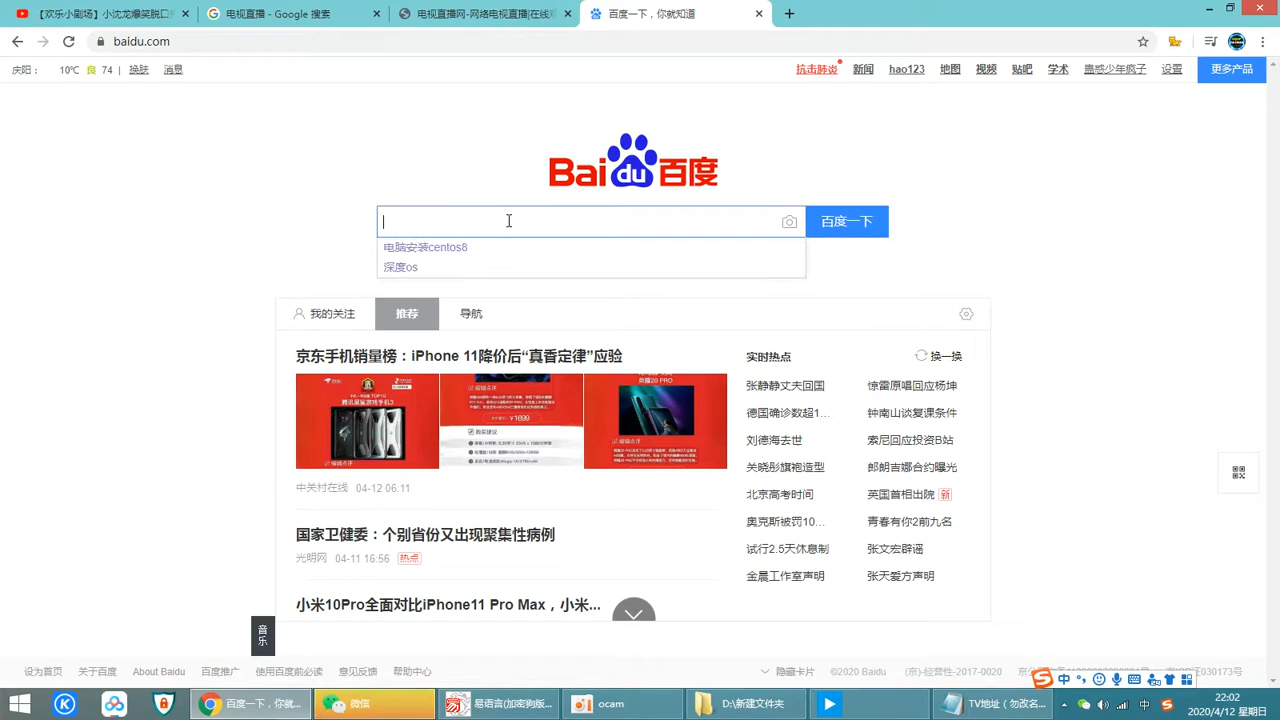 【欢乐小剧场】小沈龙爆笑脱口
电视直播 - Google 搜索
电视直播网-网络电视直播|在线
百度一下，你就知道
baidu.com
庆阳： 10℃ 良 74 | 换肤 消息
抗击肺炎 新闻 hao123 地图 视频 贴吧 学术 蛊惑少年疯子 设置 更多产品
Bai du 百度
百度一下
电脑安装centos8
深度os
我的关注 推荐 导航
京东手机销量榜：iPhone 11降价后“真香定律”应验
中关村在线 04-12 06:11
国家卫健委：个别省份又出现聚集性病例
光明网 04-11 16:56 热点
小米10Pro全面对比iPhone11 Pro Max，小米...
实时热点 换一换
张静静丈夫回国 惊雷原唱回应杨坤
德国确诊数超1... 钟南山谈复课条件
刘德海去世 索尼回应投资B站
关晓彤旗袍造型 郎朗吉娜合约曝光
北京高考时间 英国首相出院 新
奥克斯被罚10... 青春有你2前九名
试行2.5天休息制 张文宏辟谣
金晨工作室声明 张天爱方声明
音乐
设为首页 关于百度 About Baidu 百度推广 使用百度前必读 意见反馈 帮助中心 隐藏卡片 ©2020 Baidu (京)-经营性-2017-0020
中
百度一下，你就...
微信
易语言(加密狗版...
ocam
D:\新建文件夹
TV地址（勿改名...
中
22:02
2020/4/12 星期日